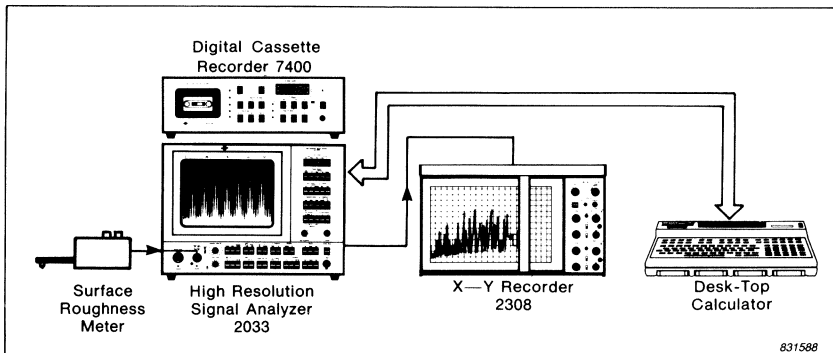 Digital Cassette
Recorder 7400
Surface
Roughness
Meter
High Resolution
Signal Analyzer
2033
X—Y Recorder
2308
Desk-Top
Calculator
831588